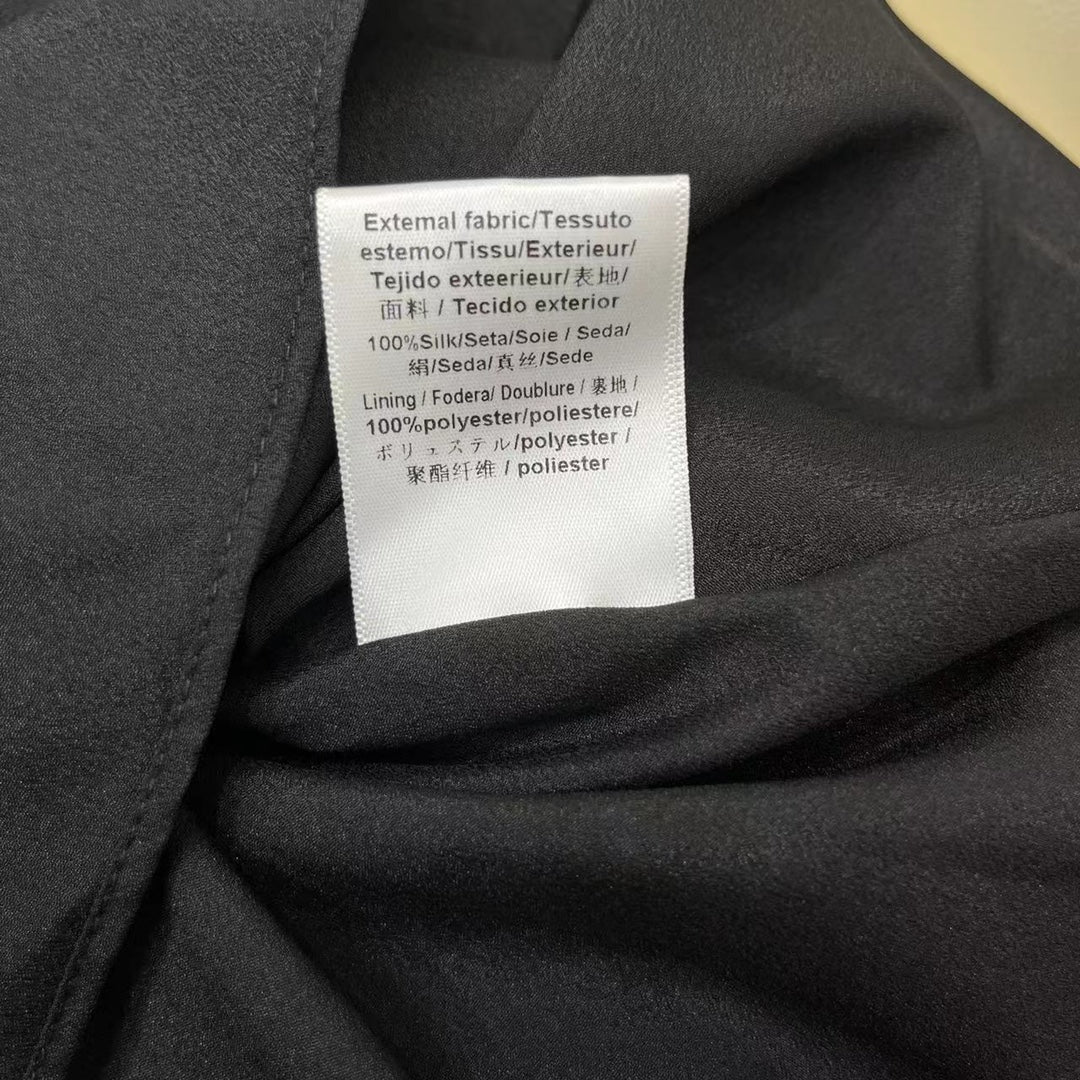 Extemal fabric/Tessuto
estemo/Tissu/Exterieur/
Tejido exteerieur/表地/
面料 / Tecido exterior
100%Silk/Seta/Soie / Seda/
絹/Seda/真丝/Sede
Lining / Fodera/ Doublure / 裏地 /
100%polyester/poliestere/
ポリェステル/polyester /
聚酯纤维 / poliester